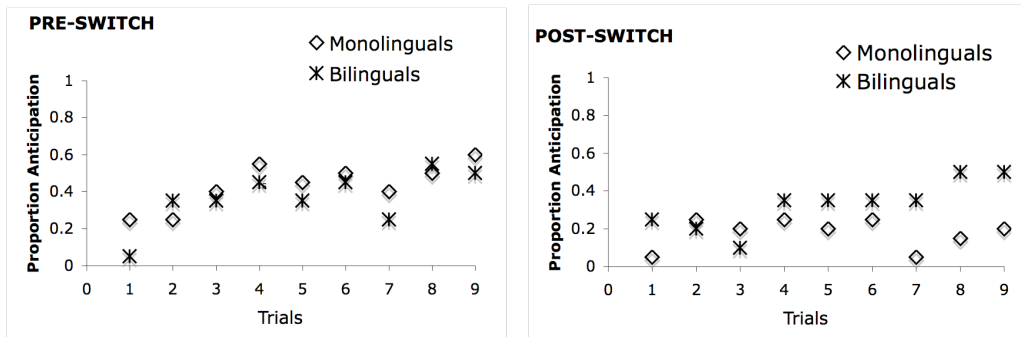 PRE-SWITCH
◇ Monolinguals
Bilinguals
Proportion Anticipation
1
0.8
0.6
0.4
0.2
0
0 1 2 3 4 5 6 7 8 9
Trials
POST-SWITCH
◇ Monolinguals
Bilinguals
Proportion Anticipation
1
0.8
0.6
0.4
0.2
0
0 1 2 3 4 5 6 7 8 9
Trials